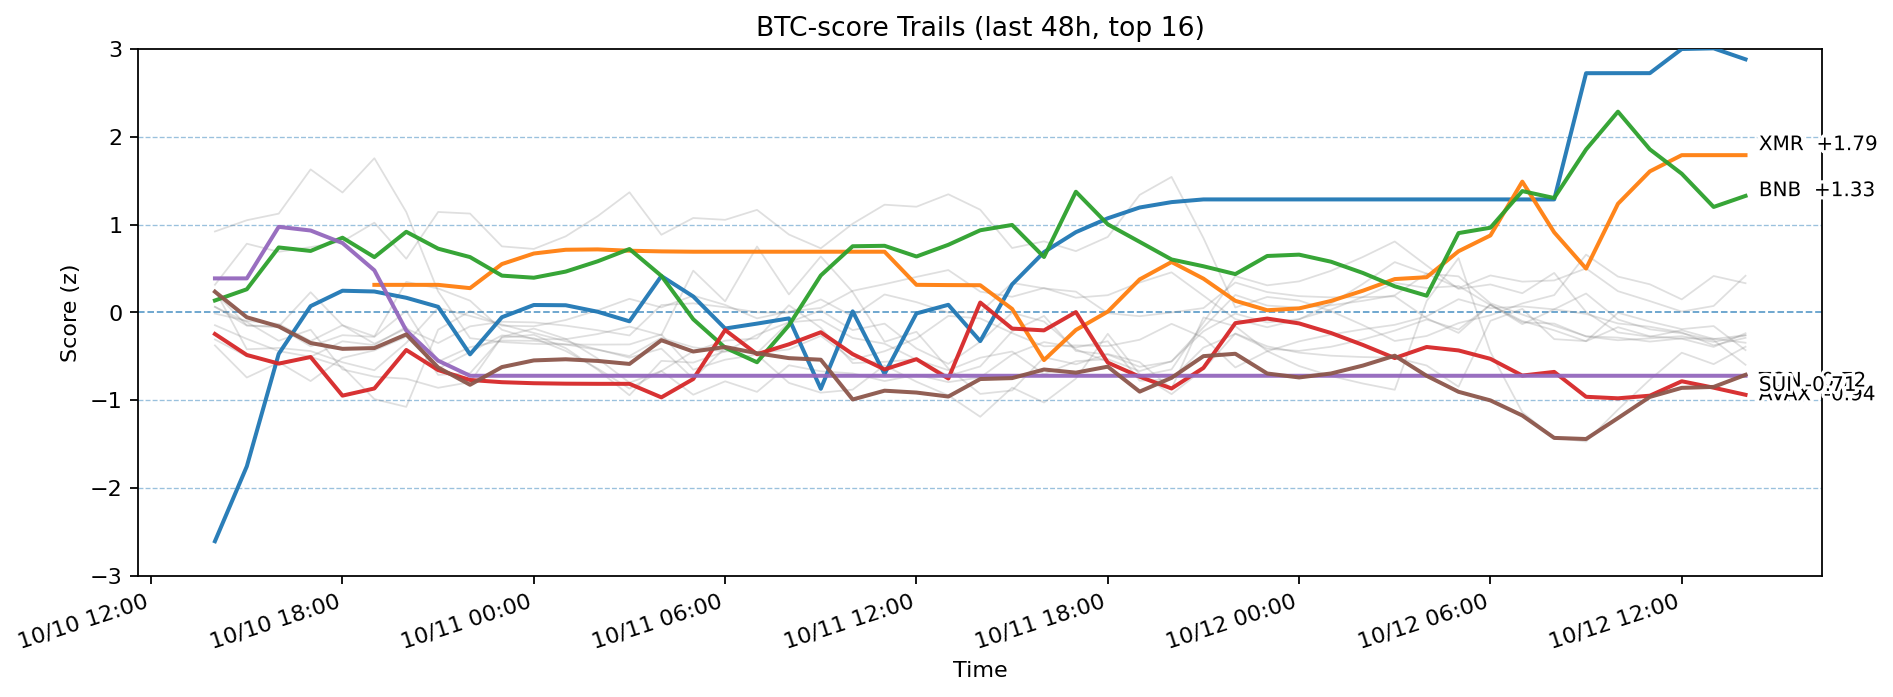 BTC-score Trails (last 48h, top 16)
Score (z)
3
2
1
0
−1
−2
−3
XMR +1.79
BNB +1.33
SUN -0.71
AVAX -0.94
10/10 12:00
10/10 18:00
10/11 00:00
10/11 06:00
10/11 12:00
10/11 18:00
10/12 00:00
10/12 06:00
10/12 12:00
Time